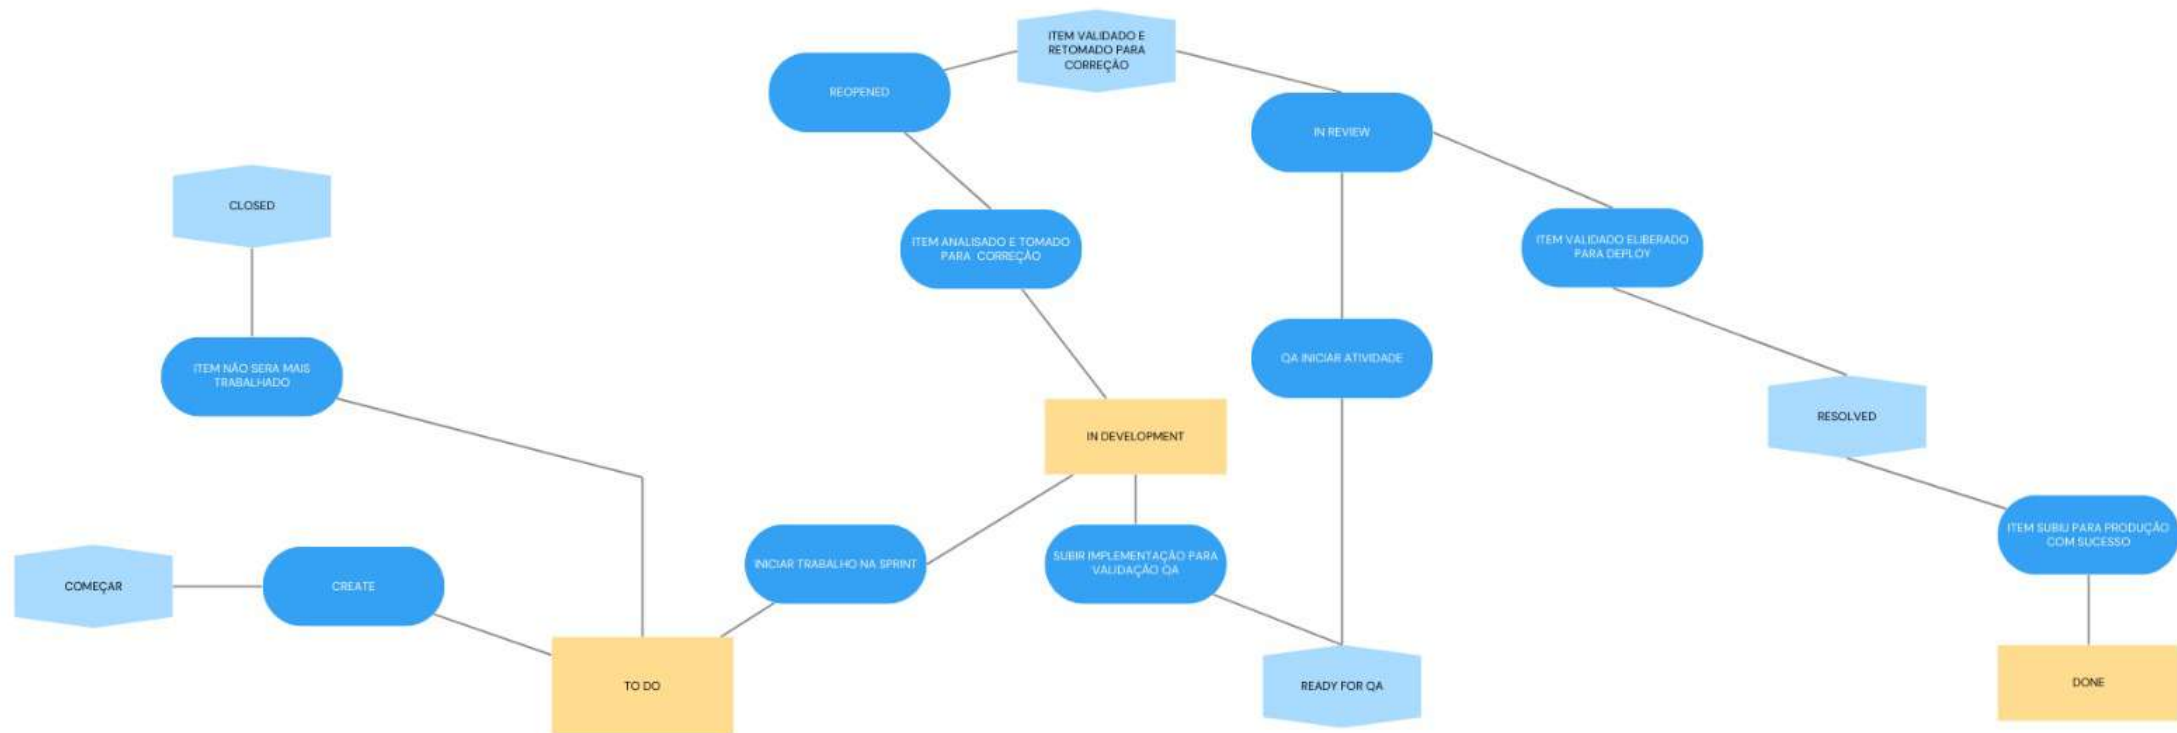 ITEM VALIDADO E
RETOMADO PARA
CORREÇÃO
REOPENED
IN REVIEW
CLOSED
ITEM ANALISADO E TOMADO
PARA CORREÇÃO
ITEM VALIDADO ELIBERADO
PARA DEPLOY
ITEM NÃO SERA MAIS
TRABALHADO
QA INICIAR ATIVIDADE
RESOLVED
IN DEVELOPMENT
COMEÇAR
CREATE
INICIAR TRABALHO NA SPRINT
SUBIR IMPLEMENTAÇÃO PARA
VALIDAÇÃO QA
ITEM SUBIU PARA PRODUÇÃO
COM SUCESSO
TO DO
READY FOR QA
DONE